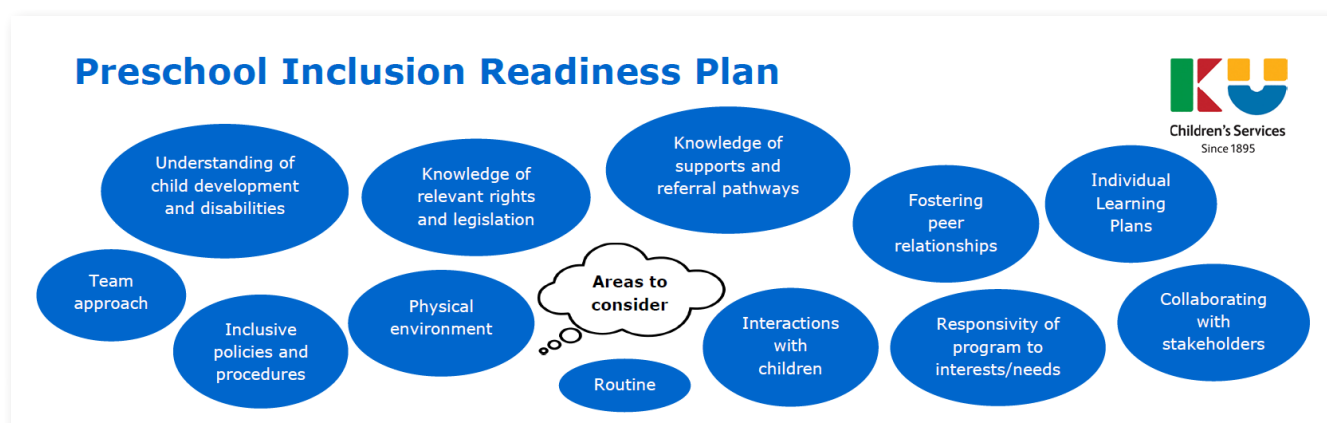 Preschool Inclusion Readiness Plan
KU
Children's Services
Since 1895
Understanding of
child development
and disabilities
Knowledge of
relevant rights
and legislation
Knowledge of
supports and
referral pathways
Fostering
peer
relationships
Individual
Learning
Plans
Team
approach
Inclusive
policies and
procedures
Physical
environment
Areas to
consider
Routine
Interactions
with
children
Responsivity of
program to
interests/needs
Collaborating
with
stakeholders